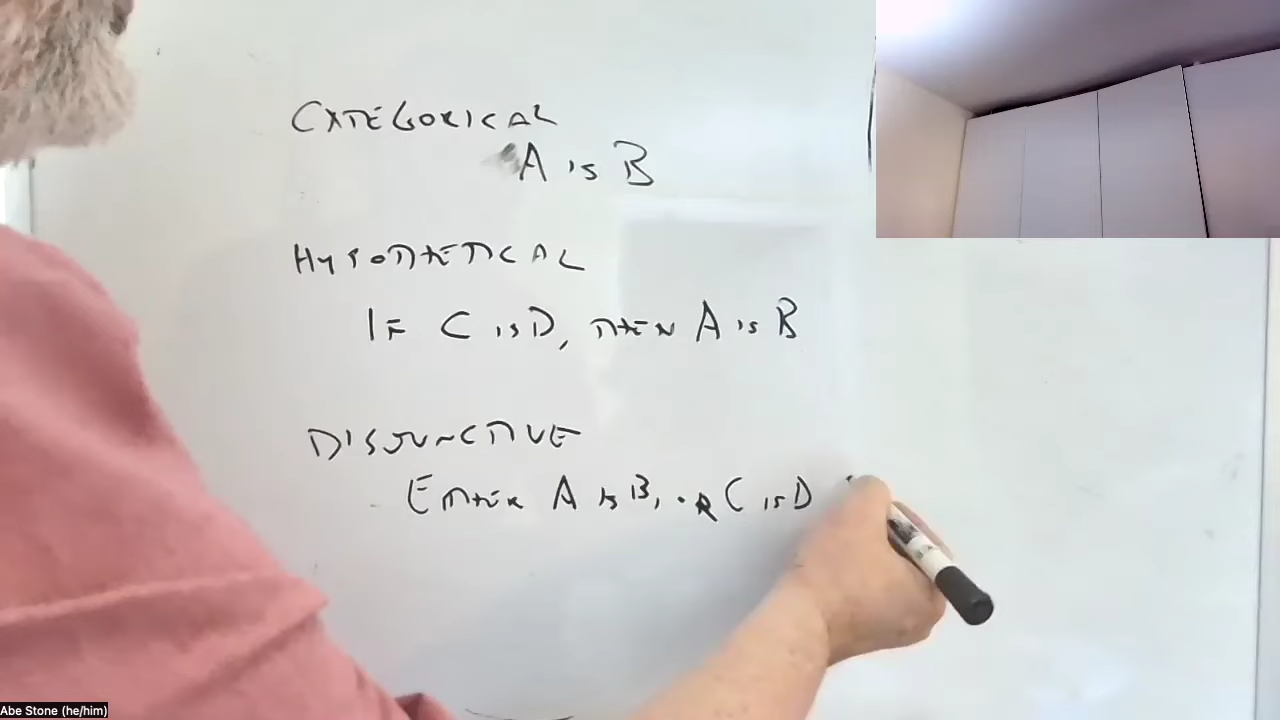 CATEGORICAL
A IS B
HYPOTHETICAL
IF C IS D, THEN A IS B
DISJUNCTIVE
EITHER A IS B, OR C IS D
Abe Stone (he/him)